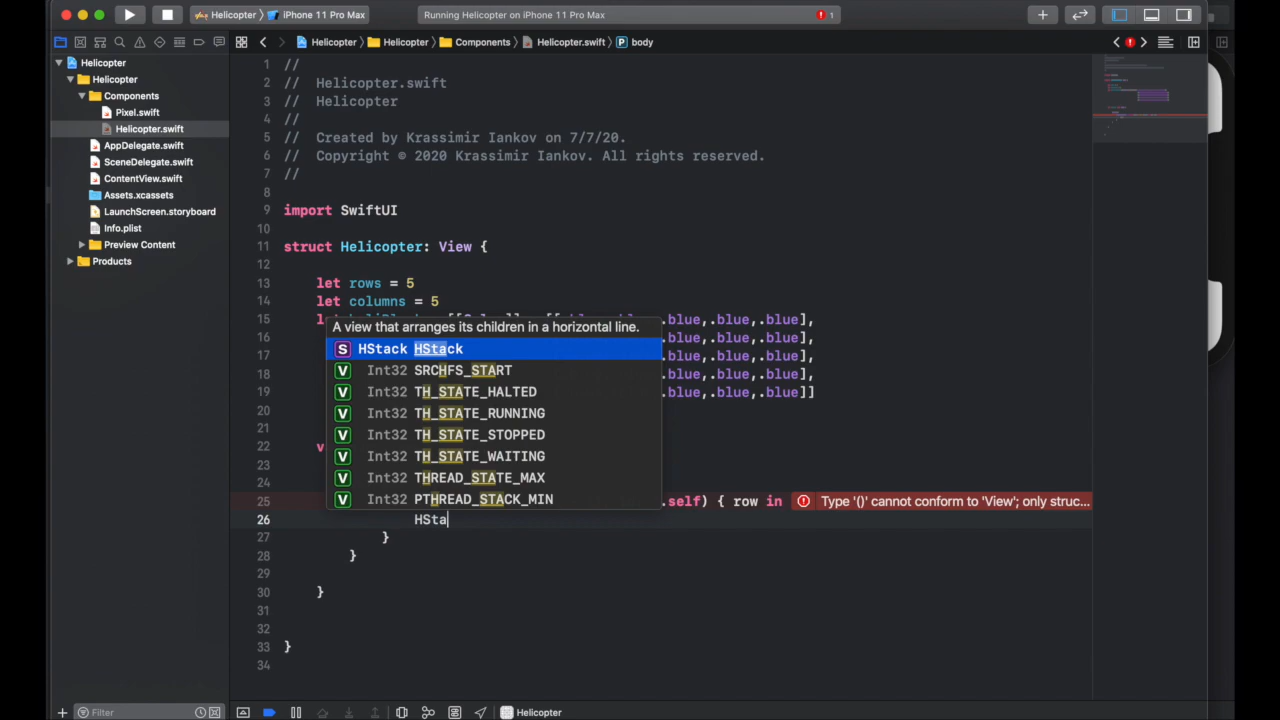 Helicopter
iPhone 11 Pro Max
Running Helicopter on iPhone 11 Pro Max
1
Helicopter
Helicopter
Components
Helicopter.swift
P
body
Helicopter
Helicopter
Components
Pixel.swift
Helicopter.swift
AppDelegate.swift
SceneDelegate.swift
ContentView.swift
Assets.xcassets
LaunchScreen.storyboard
Info.plist
Preview Content
Products
1 //
2 // Helicopter.swift
3 // Helicopter
4 //
5 // Created by Krassimir Iankov on 7/7/20.
6 // Copyright © 2020 Krassimir Iankov. All rights reserved.
7 //
8
9 import SwiftUI
10
11 struct Helicopter: View {
12
13 let rows = 5
14 let columns = 5
15 .blue,.blue,.blue],
16 .blue,.blue,.blue],
17 .blue,.blue,.blue],
18 .blue,.blue,.blue],
19 .blue,.blue,.blue]]
20
21
22 v
23
24
25 .self) { row in
Type '()' cannot conform to 'View'; only struc...
26 HSta
27 }
28 }
29
30 }
31
32
33 }
34
A view that arranges its children in a horizontal line.
S HStack HStack
V Int32 SRCHFS_START
V Int32 TH_STATE_HALTED
V Int32 TH_STATE_RUNNING
V Int32 TH_STATE_STOPPED
V Int32 TH_STATE_WAITING
V Int32 THREAD_STATE_MAX
V Int32 PTHREAD_STACK_MIN
Filter
Helicopter